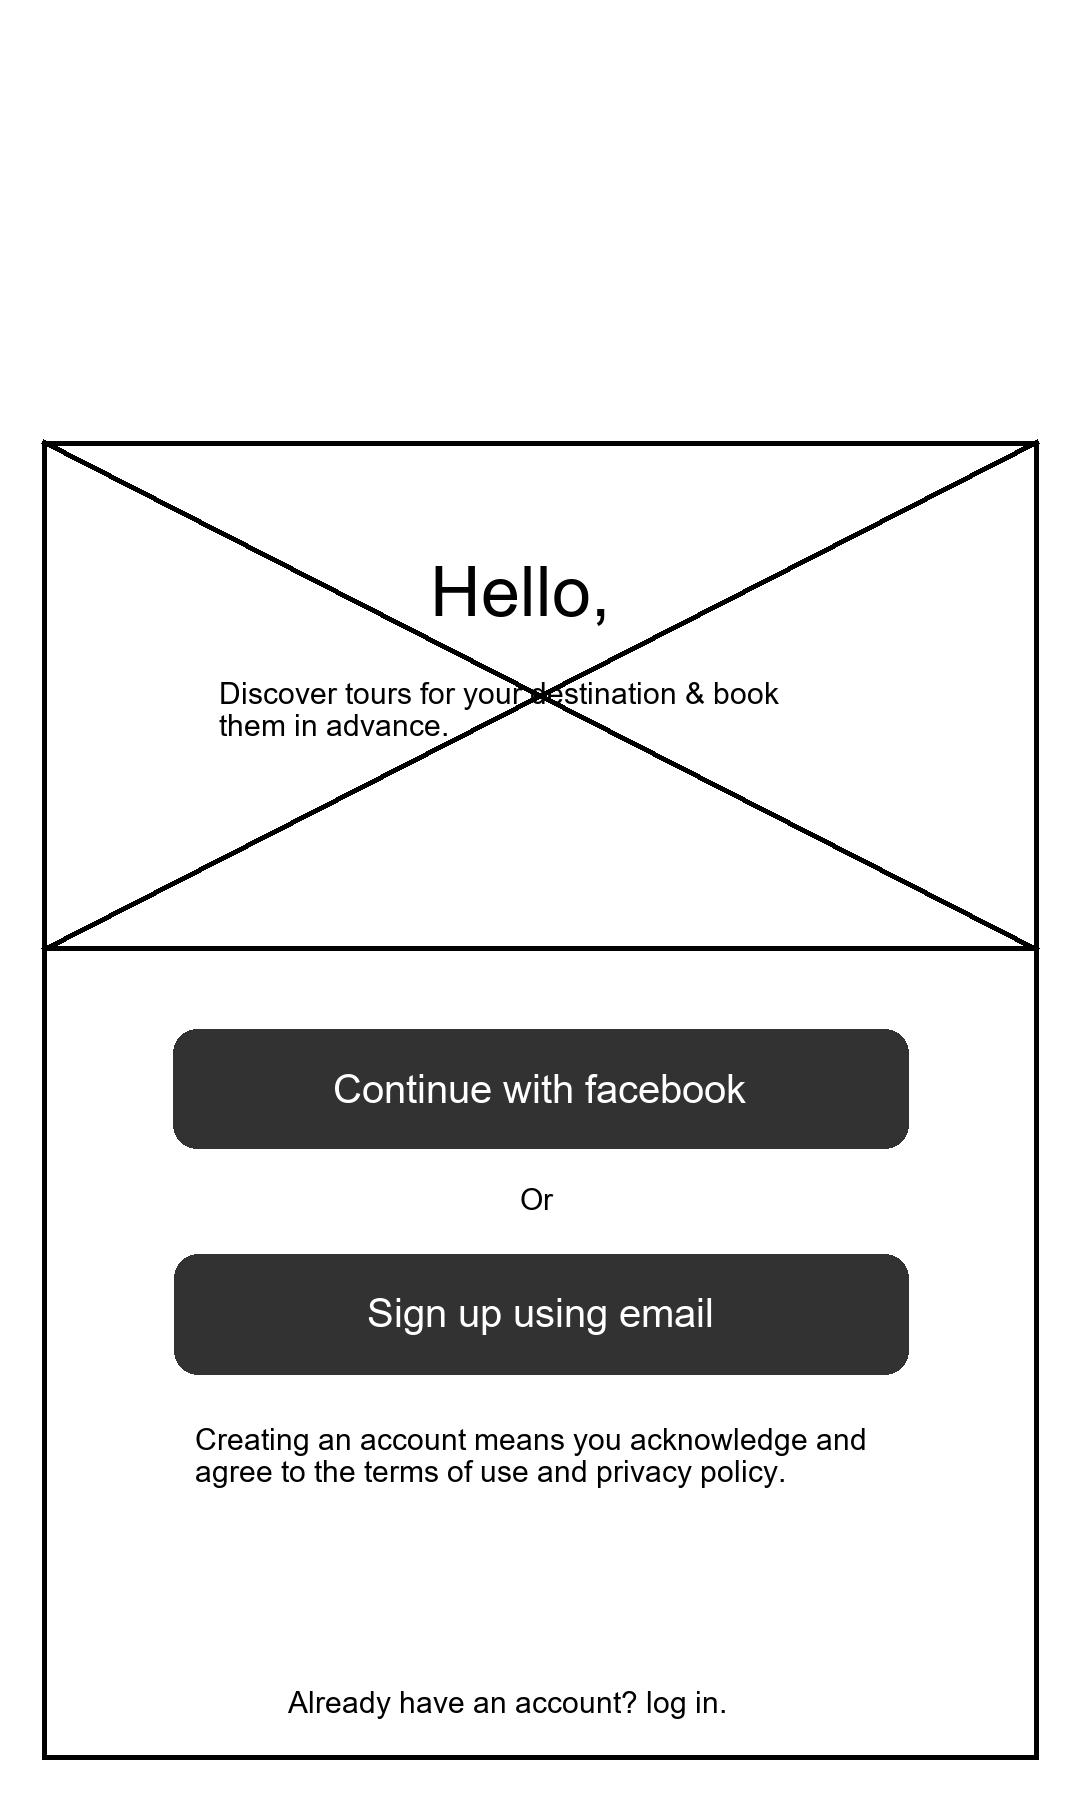 Hello,
Discover tours for your destination & book
them in advance.
Continue with facebook
Or
Sign up using email
Creating an account means you acknowledge and
agree to the terms of use and privacy policy.
Already have an account? log in.